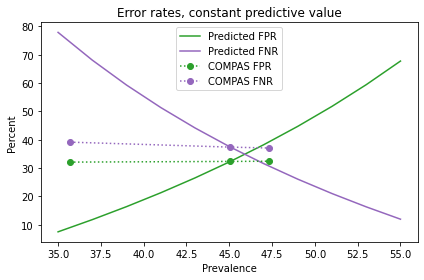 Error rates, constant predictive value
Predicted FPR
Predicted FNR
COMPAS FPR
COMPAS FNR
80
70
60
50
40
30
20
10
Percent
35.0 37.5 40.0 42.5 45.0 47.5 50.0 52.5 55.0
Prevalence